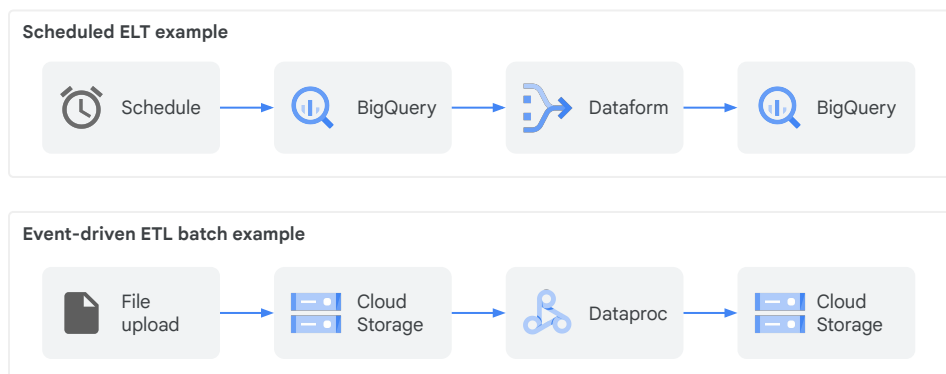 Scheduled ELT example
Schedule
BigQuery
Dataform
BigQuery
Event-driven ETL batch example
File
upload
Cloud
Storage
Dataproc
Cloud
Storage